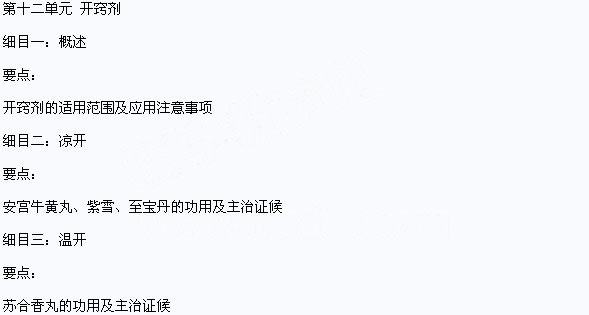 第十二单元 开窍剂
细目一：概述
要点：
开窍剂的适用范围及应用注意事项
细目二：凉开
要点：
安宫牛黄丸、紫雪、至宝丹的功用及主治证候
细目三：温开
要点：
苏合香丸的功用及主治证候